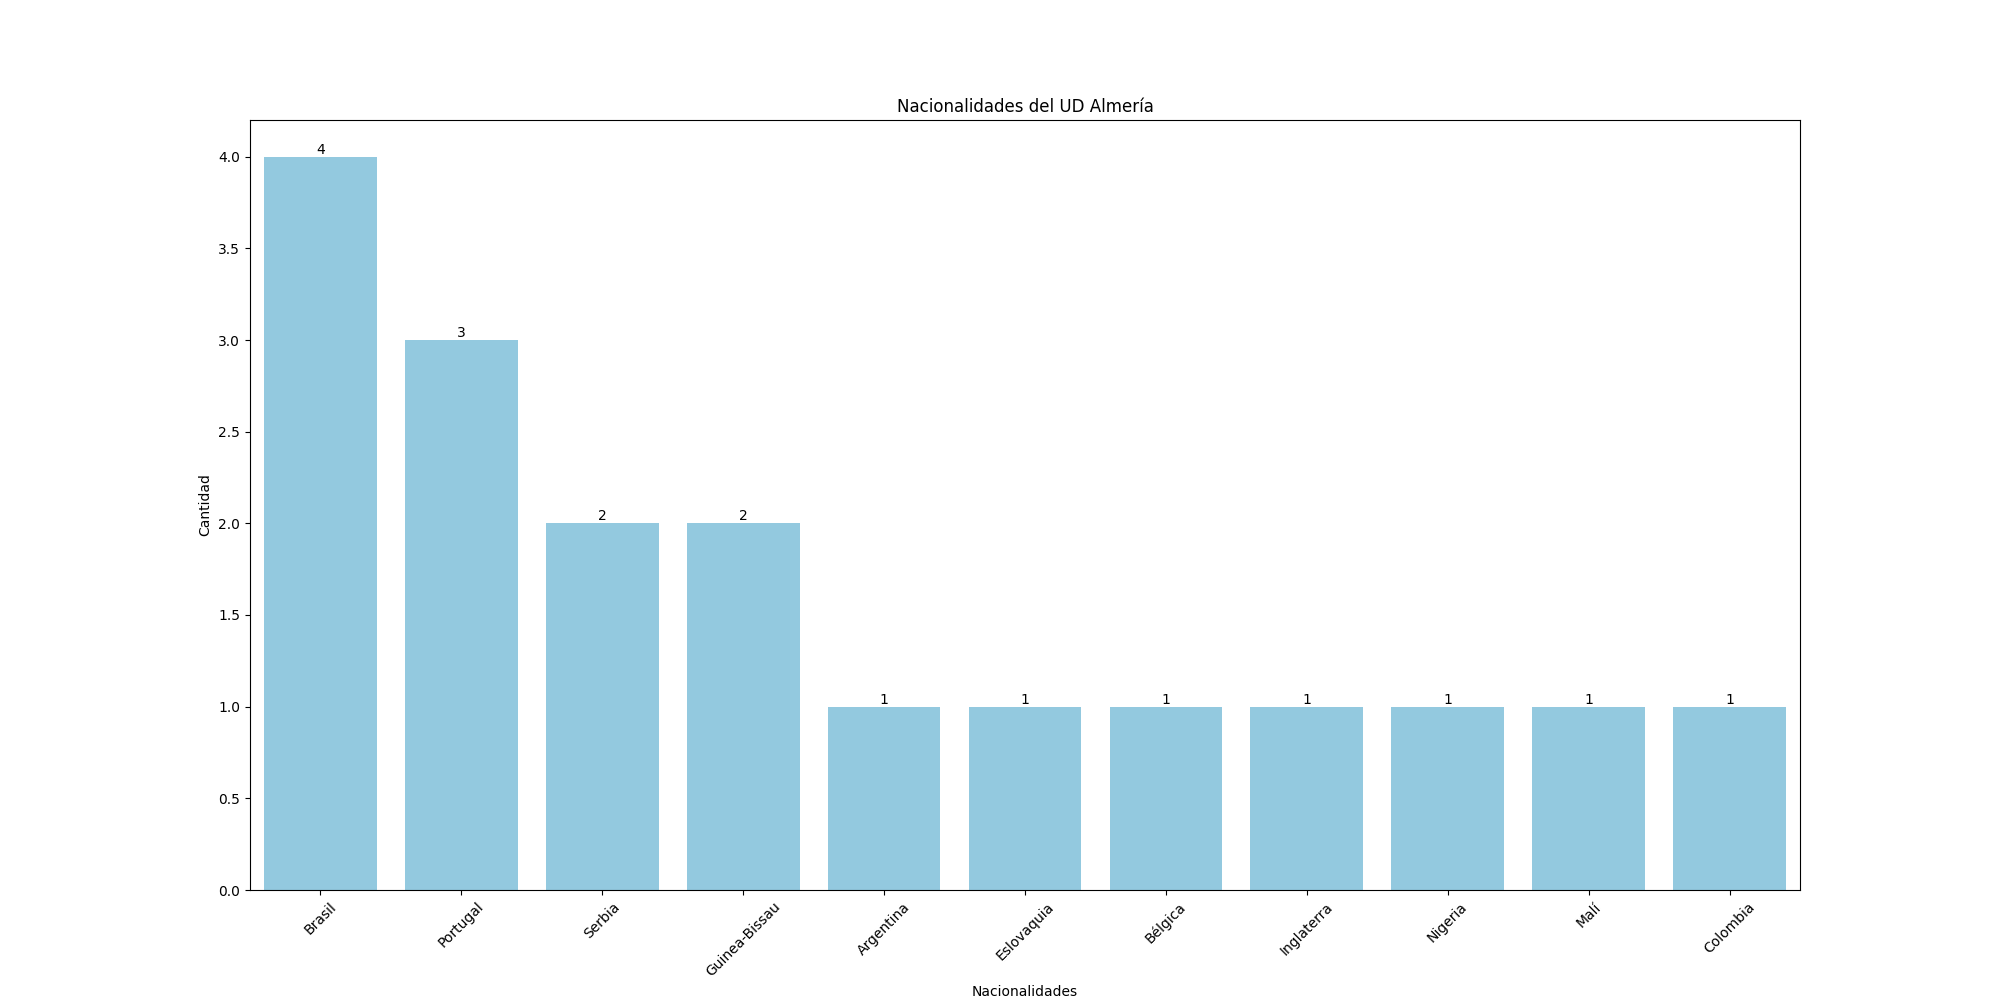 Nacionalidades del UD Almería
4.0
3.5
3.0
2.5
2.0
1.5
1.0
0.5
0.0
Cantidad
4
3
2
2
1
1
1
1
1
1
1
Brasil
Portugal
Serbia
Guinea-Bissau
Argentina
Eslovaquia
Bélgica
Inglaterra
Nigeria
Malí
Colombia
Nacionalidades